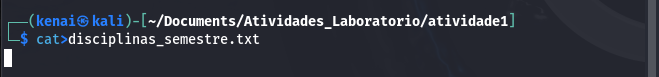 ┌──(kenai㉿kali)-[~/Documents/Atividades_Laboratorio/atividade1]
└─$ cat>disciplinas_semestre.txt